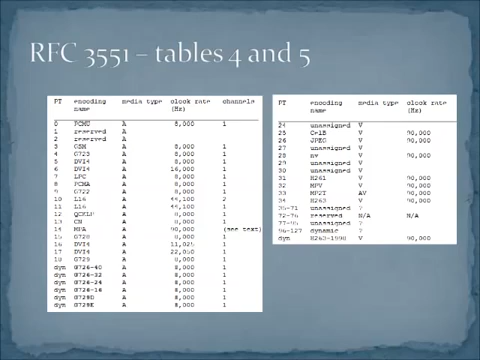 RFC 3551 – tables 4 and 5
PT encoding name media type clock rate (Hz) channels
0 PCMU A 8,000 1
1 reserved A
2 reserved A
3 GSM A 8,000 1
4 G723 A 8,000 1
5 DVI4 A 8,000 1
6 DVI4 A 16,000 1
7 LPC A 8,000 1
8 PCMA A 8,000 1
9 G722 A 8,000 1
10 L16 A 44,100 2
11 L16 A 44,100 1
12 QCELP A 8,000 1
13 CN A 8,000 1
14 MPA A 90,000 (see text)
15 G728 A 8,000 1
16 DVI4 A 11,025 1
17 DVI4 A 22,050 1
18 G729 A 8,000 1
dyn G726-40 A 8,000 1
dyn G726-32 A 8,000 1
dyn G726-24 A 8,000 1
dyn G726-16 A 8,000 1
dyn G729D A 8,000 1
dyn G729E A 8,000 1
PT encoding name media type clock rate (Hz)
24 unassigned V
25 CelB V 90,000
26 JPEG V 90,000
27 unassigned V
28 nv V 90,000
29 unassigned V
30 unassigned V
31 H261 V 90,000
32 MPV V 90,000
33 MP2T AV 90,000
34 H263 V 90,000
35-71 unassigned ?
72-76 reserved N/A N/A
77-95 unassigned ?
96-127 dynamic ?
dyn H263-1998 V 90,000